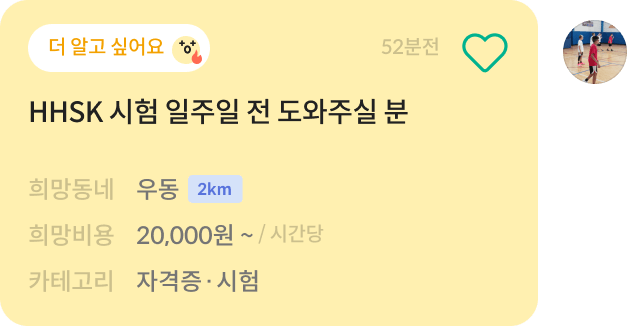 더 알고 싶어요
52분전
HHSK 시험 일주일 전 도와주실 분
희망동네 우동 2km
희망비용 20,000원 ~ / 시간당
카테고리 자격증·시험